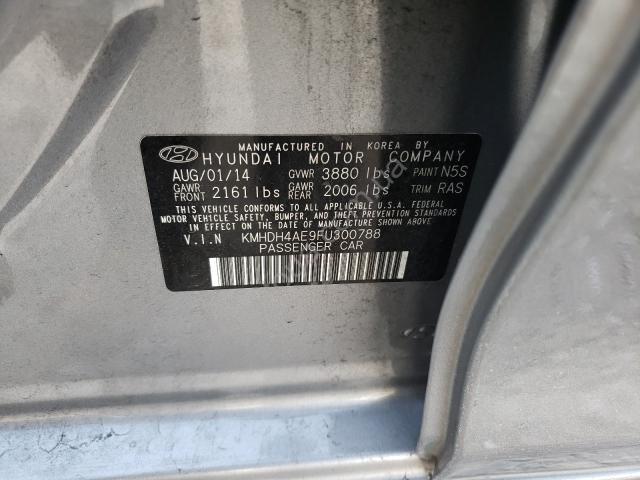 MANUFACTURED IN KOREA BY
HYUNDAI MOTOR COMPANY
AUG/01/14 GVWR 3880 lbs PAINT N5S
GAWR FRONT 2161 lbs GAWR REAR 2006 lbs TRIM RAS
THIS VEHICLE CONFORMS TO ALL APPLICABLE U.S.A. FEDERAL
MOTOR VEHICLE SAFETY, BUMPER, AND THEFT PREVENTION
STANDARDS IN EFFECT ON THE DATE OF MANUFACTURE SHOWN ABOVE
V.I.N KMHDH4AE9FU300788
PASSENGER CAR